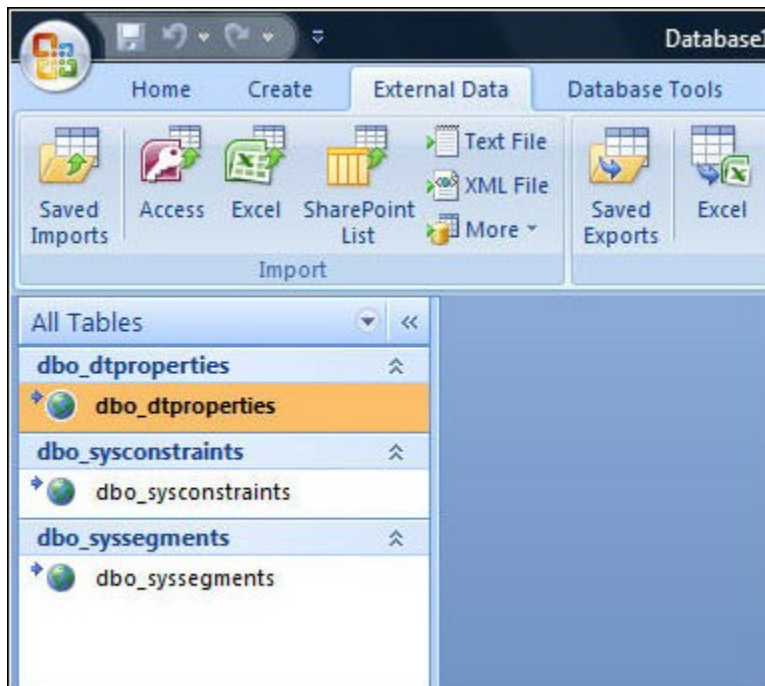 Database1
Home Create External Data Database Tools
Saved Imports
Access
Excel
SharePoint List
Text File
XML File
More
Saved Exports
Excel
Import
All Tables
dbo_dtproperties
dbo_dtproperties
dbo_sysconstraints
dbo_sysconstraints
dbo_syssegments
dbo_syssegments